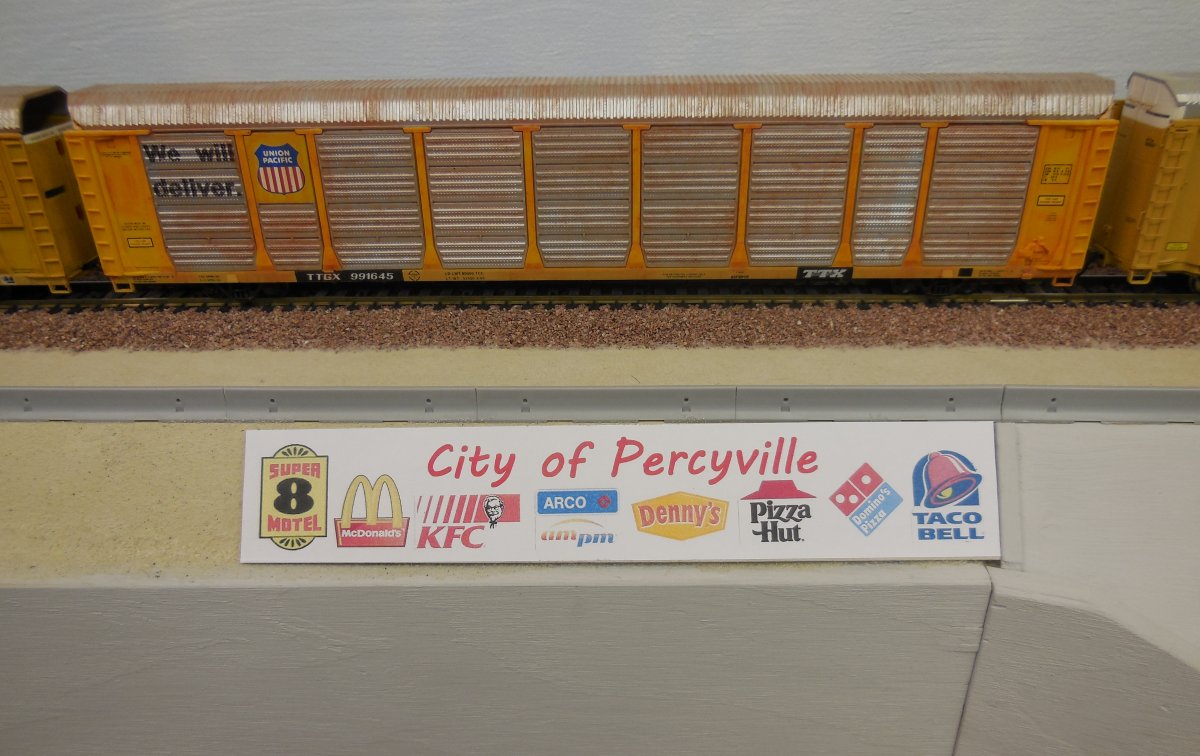 We will
deliver.
UNION
PACIFIC
TTGX 991645
TTX
City of Percyville
SUPER
8
MOTEL
McDonald's
KFC
ARCO
ampm
Denny's
Pizza
Hut
Domino's
Pizza
TACO
BELL